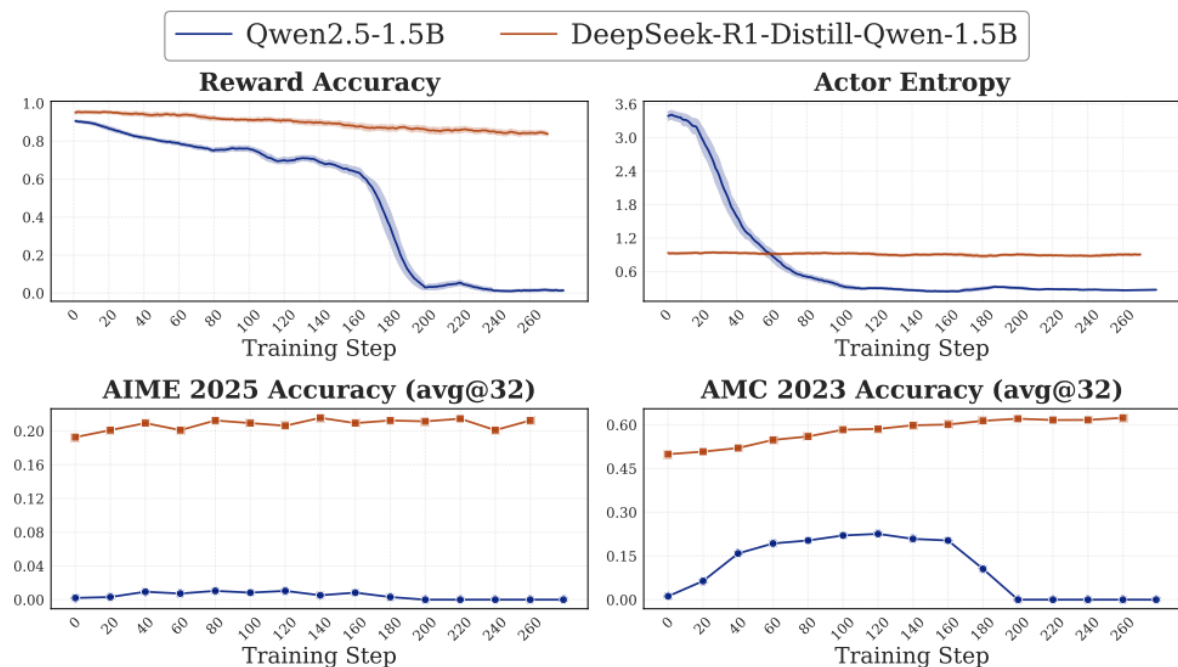 Qwen2.5-1.5B DeepSeek-R1-Distill-Qwen-1.5B
Reward Accuracy
1.0
0.8
0.6
0.4
0.2
0.0
0 20 40 60 80 100 120 140 160 180 200 220 240 260
Training Step
Actor Entropy
3.6
3.0
2.4
1.8
1.2
0.6
0 20 40 60 80 100 120 140 160 180 200 220 240 260
Training Step
AIME 2025 Accuracy (avg@32)
0.20
0.16
0.12
0.08
0.04
0.00
0 20 40 60 80 100 120 140 160 180 200 220 240 260
Training Step
AMC 2023 Accuracy (avg@32)
0.60
0.45
0.30
0.15
0.00
0 20 40 60 80 100 120 140 160 180 200 220 240 260
Training Step